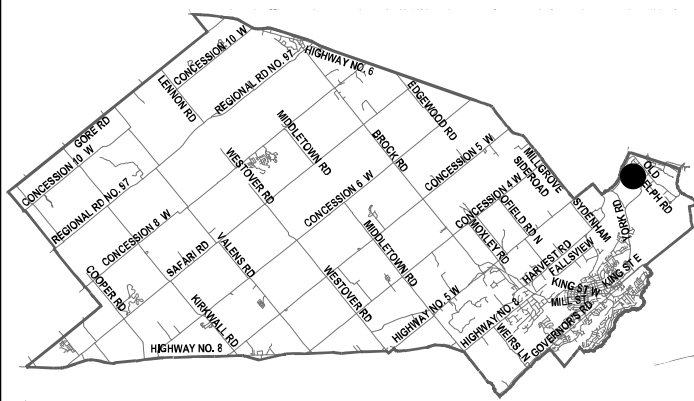 CONCESSION 10 W
HIGHWAY NO. 6
LENNON RD
REGIONAL RD NO. 97
EDGEWOOD RD
GORE RD
CONCESSION 10 W
MIDDLETOWN RD
BROCK RD
CONCESSION 5 W
MILLGROVE
SIDEROAD
WESTOVER RD
OLD
ELPH RD
REGIONAL RD NO. 97
CONCESSION 6 W
CONCESSION 4 W
OFIELD RD N
SYDENHAM
YORK RD
CONCESSION 8 W
SAFARI RD
VALENS RD
MIDDLETOWN RD
MOXLEY RD
HARVEST RD
FALLSVIEW
COOPER RD
WESTOVER RD
KING ST W
KING ST E
MILL ST
KIRKWALL RD
HIGHWAY NO. 5 W
HIGHWAY NO. 8
WEIRS LN
GOVERNOR'S RD
HIGHWAY NO. 8